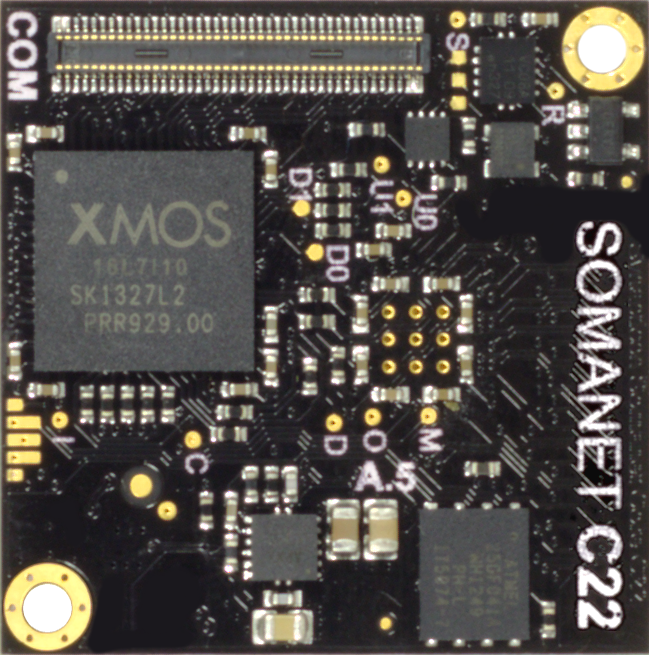 COM
S
R
XMOS
16L7110
SK1327L2
PRR929.00
D1
U1
U0
D0
SOMANET C22
I
C
D
O
M
A.5